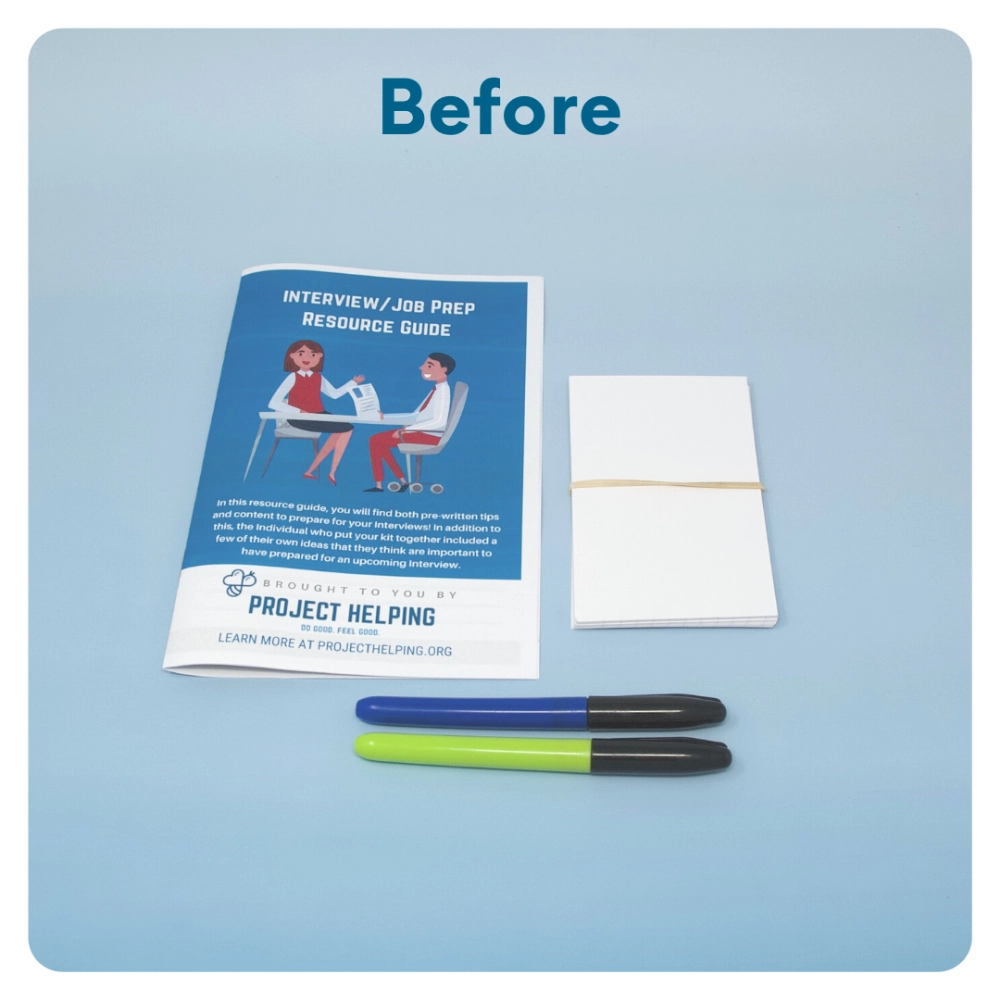 Before
INTERVIEW/JOB PREP
RESOURCE GUIDE
In this resource guide, you will find both pre-written tips
and content to prepare for your Interviews! In addition to
this, the Individual who put your kit together included a
few of their own ideas that they think are important to
have prepared for an upcoming Interview.
BROUGHT TO YOU BY
PROJECT HELPING
DO GOOD. FEEL GOOD.
LEARN MORE AT PROJECTHELPING.ORG